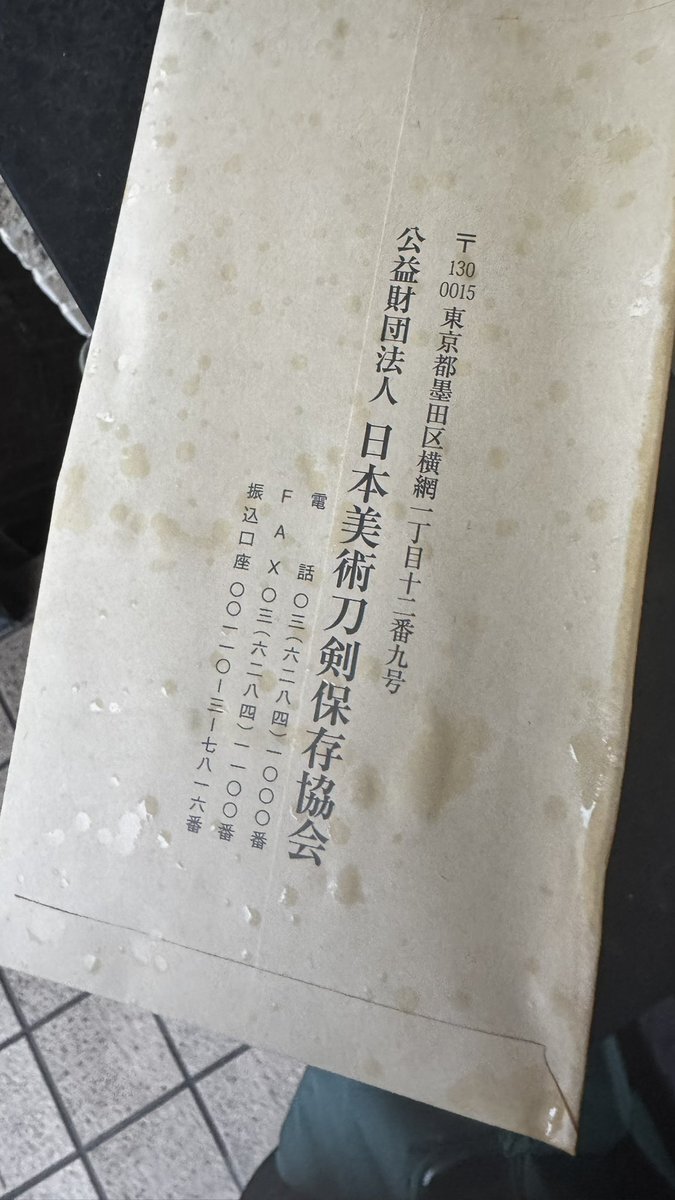 〒130 0015 東京都墨田区横網一丁目十二番九号
公益財団法人 日本美術刀剣保存協会
電話 〇三(六二八四)一〇〇〇番
FAX 〇三(六二八四)一一〇〇番
振込口座 〇〇一一〇ー三ー七八一六番